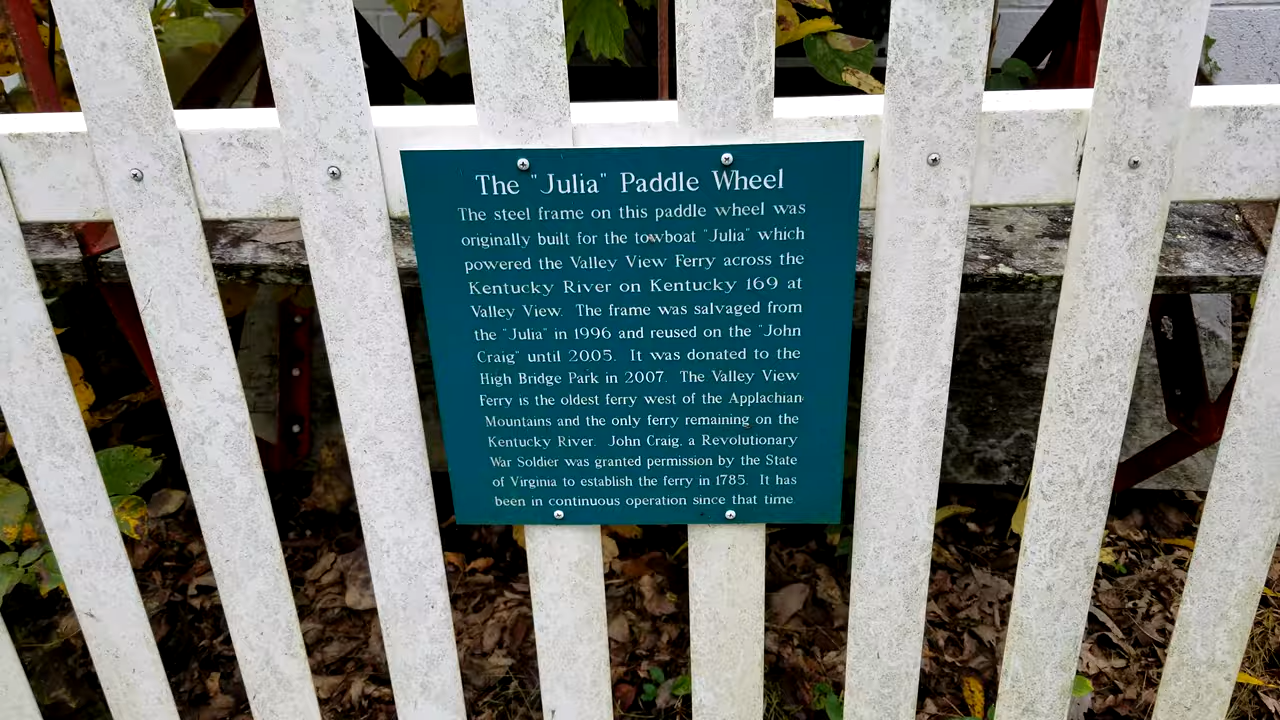 The "Julia" Paddle Wheel
The steel frame on this paddle wheel was
originally built for the towboat "Julia" which
powered the Valley View Ferry across the
Kentucky River on Kentucky 169 at
Valley View. The frame was salvaged from
the "Julia" in 1996 and reused on the "John
Craig" until 2005. It was donated to the
High Bridge Park in 2007. The Valley View
Ferry is the oldest ferry west of the Applachian
Mountains and the only ferry remaining on the
Kentucky River. John Craig, a Revolutionary
War Soldier was granted permission by the State
of Virginia to establish the ferry in 1785. It has
been in continuous operation since that time